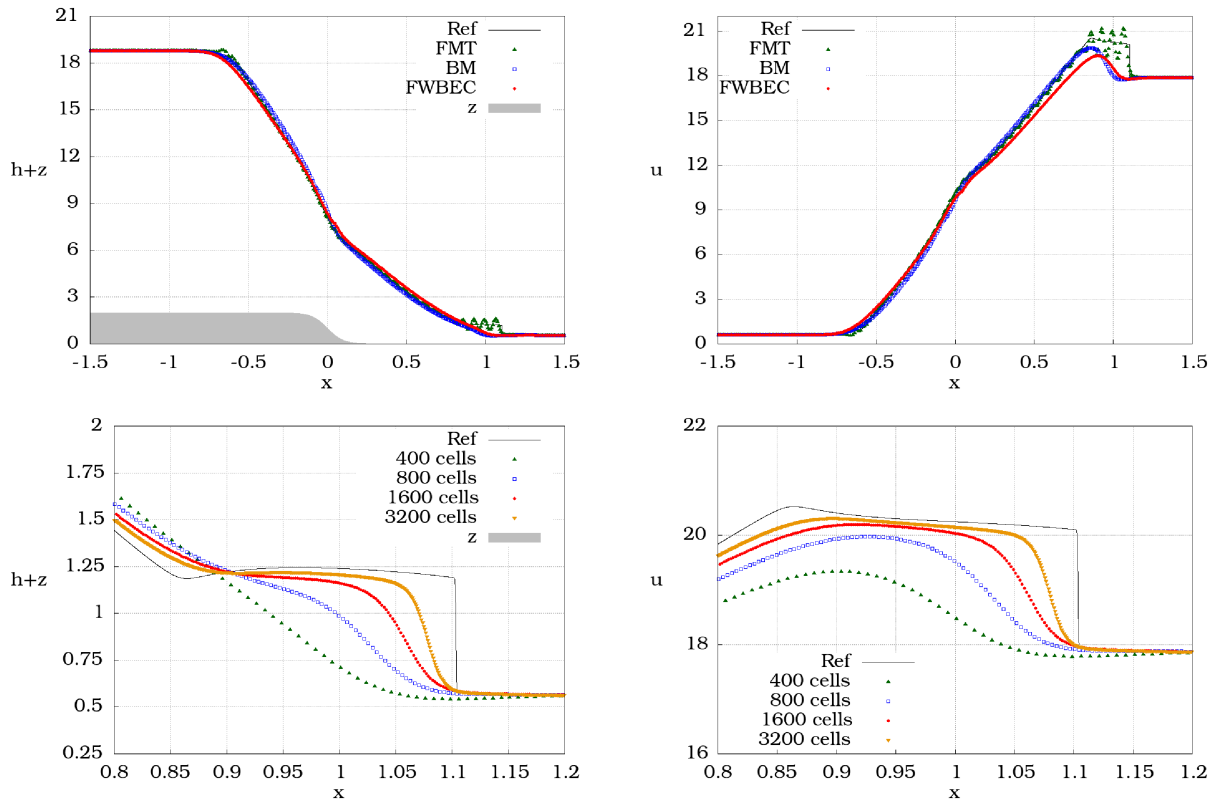 21
18
15
12
9
6
3
0
h+z
Ref
FMT
BM
FWBEC
z
-1.5
-1
-0.5
0
0.5
1
1.5
x
21
18
15
12
9
6
3
0
u
Ref
FMT
BM
FWBEC
-1.5
-1
-0.5
0
0.5
1
1.5
x
2
1.75
1.5
1.25
1
0.75
0.5
0.25
h+z
Ref
400 cells
800 cells
1600 cells
3200 cells
z
0.8
0.85
0.9
0.95
1
1.05
1.1
1.15
1.2
x
22
20
18
16
u
Ref
400 cells
800 cells
1600 cells
3200 cells
0.8
0.85
0.9
0.95
1
1.05
1.1
1.15
1.2
x